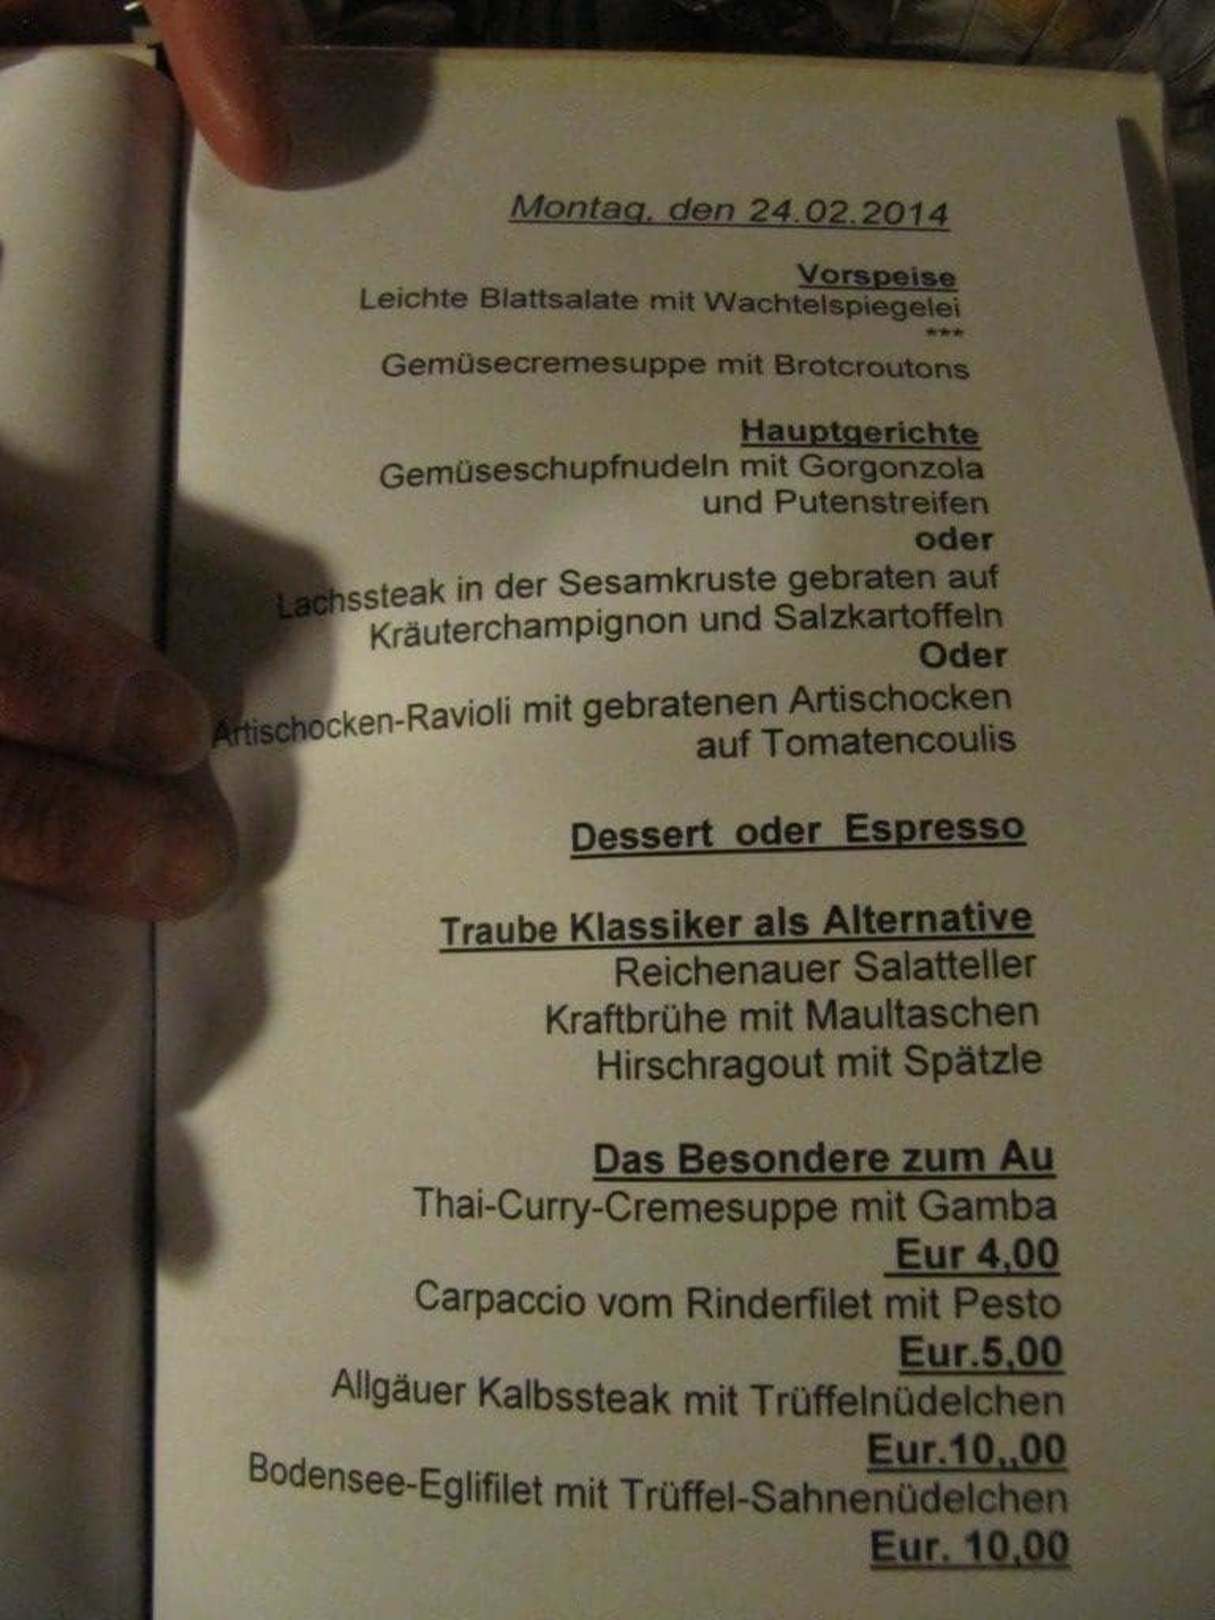 Montag, den 24.02.2014
Vorspeise
Leichte Blattsalate mit Wachtelspiegelei
***
Gemüsecremesuppe mit Brotcroutons
Hauptgerichte
Gemüseschupfnudeln mit Gorgonzola
und Putenstreifen
oder
Lachssteak in der Sesamkruste gebraten auf
Kräuterchampignon und Salzkartoffeln
Oder
Artischocken-Ravioli mit gebratenen Artischocken
auf Tomatencoulis
Dessert oder Espresso
Traube Klassiker als Alternative
Reichenauer Salatteller
Kraftbrühe mit Maultaschen
Hirschragout mit Spätzle
Das Besondere zum Au
Thai-Curry-Cremesuppe mit Gamba
Eur 4,00
Carpaccio vom Rinderfilet mit Pesto
Eur.5,00
Allgäuer Kalbssteak mit Trüffelnüdelchen
Eur.10,,00
Bodensee-Eglifilet mit Trüffel-Sahnenüdelchen
Eur. 10,00